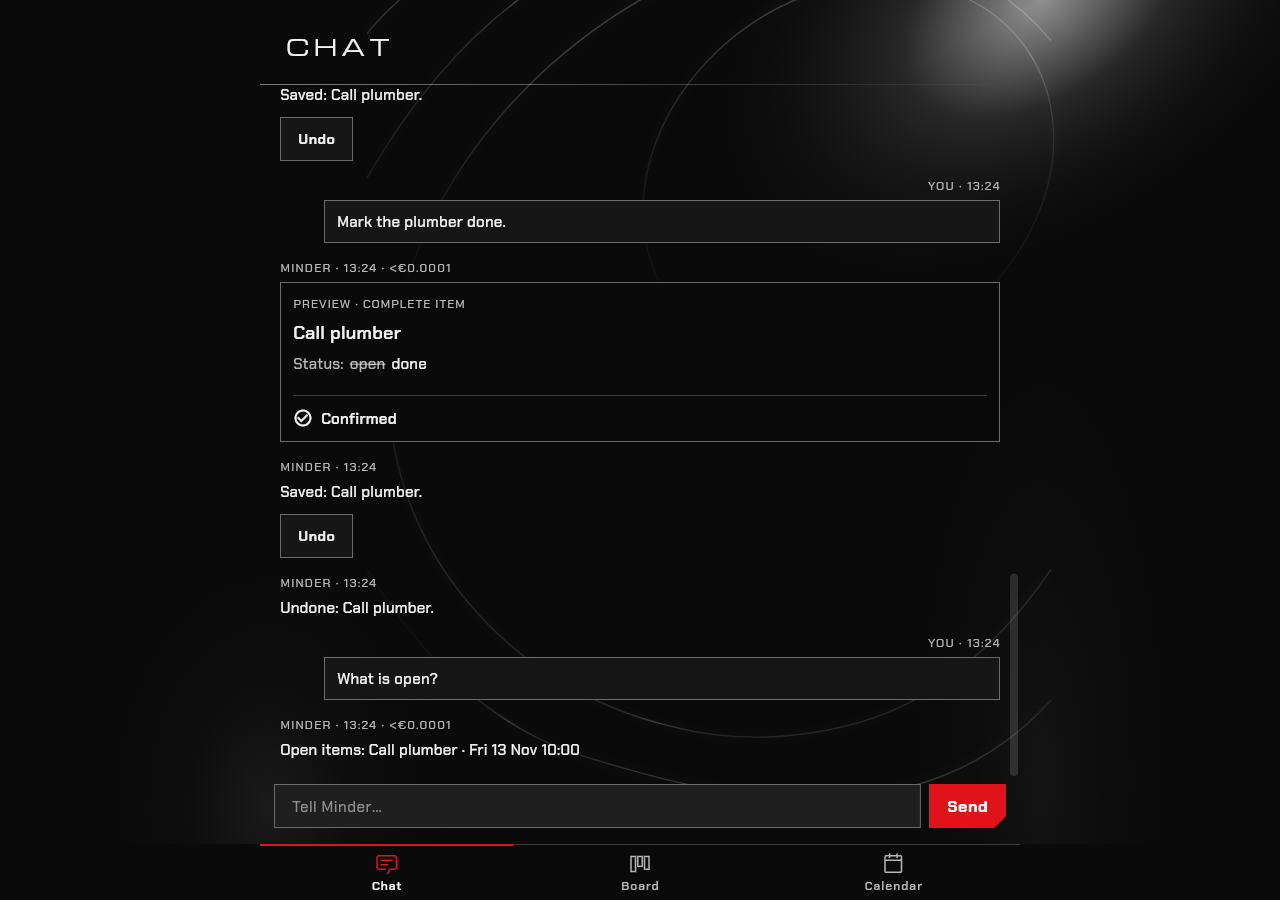 CHAT
Saved: Call plumber.
Undo
YOU · 13:24
Mark the plumber done.
MINDER · 13:24 · <€0.0001
PREVIEW · COMPLETE ITEM
Call plumber
Status: open done
Confirmed
MINDER · 13:24
Saved: Call plumber.
Undo
MINDER · 13:24
Undone: Call plumber.
YOU · 13:24
What is open?
MINDER · 13:24 · <€0.0001
Open items: Call plumber · Fri 13 Nov 10:00
Tell Minder…
Send
Chat
Board
Calendar